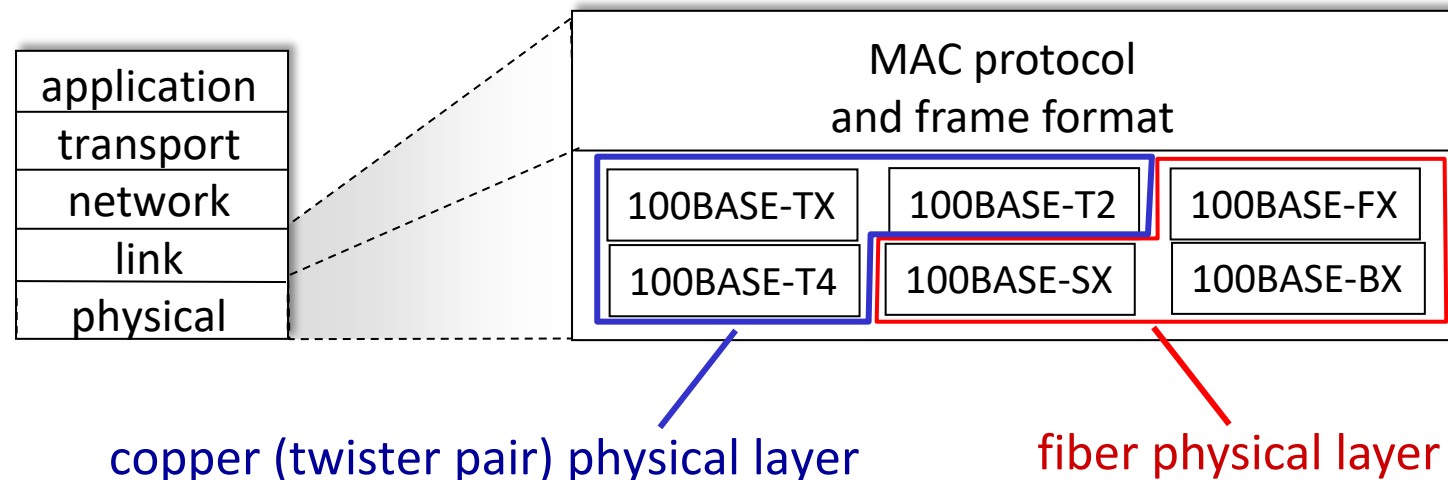 application
transport
network
link
physical
MAC protocol
and frame format
100BASE-TX
100BASE-T2
100BASE-FX
100BASE-T4
100BASE-SX
100BASE-BX
copper (twister pair) physical layer
fiber physical layer